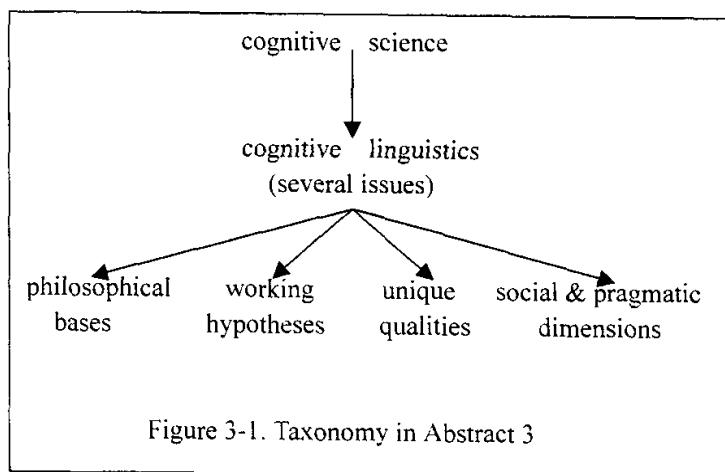 cognitive science
cognitive linguistics
(several issues)
philosophical working unique social & pragmatic
bases hypotheses qualities dimensions
Figure 3-1. Taxonomy in Abstract 3